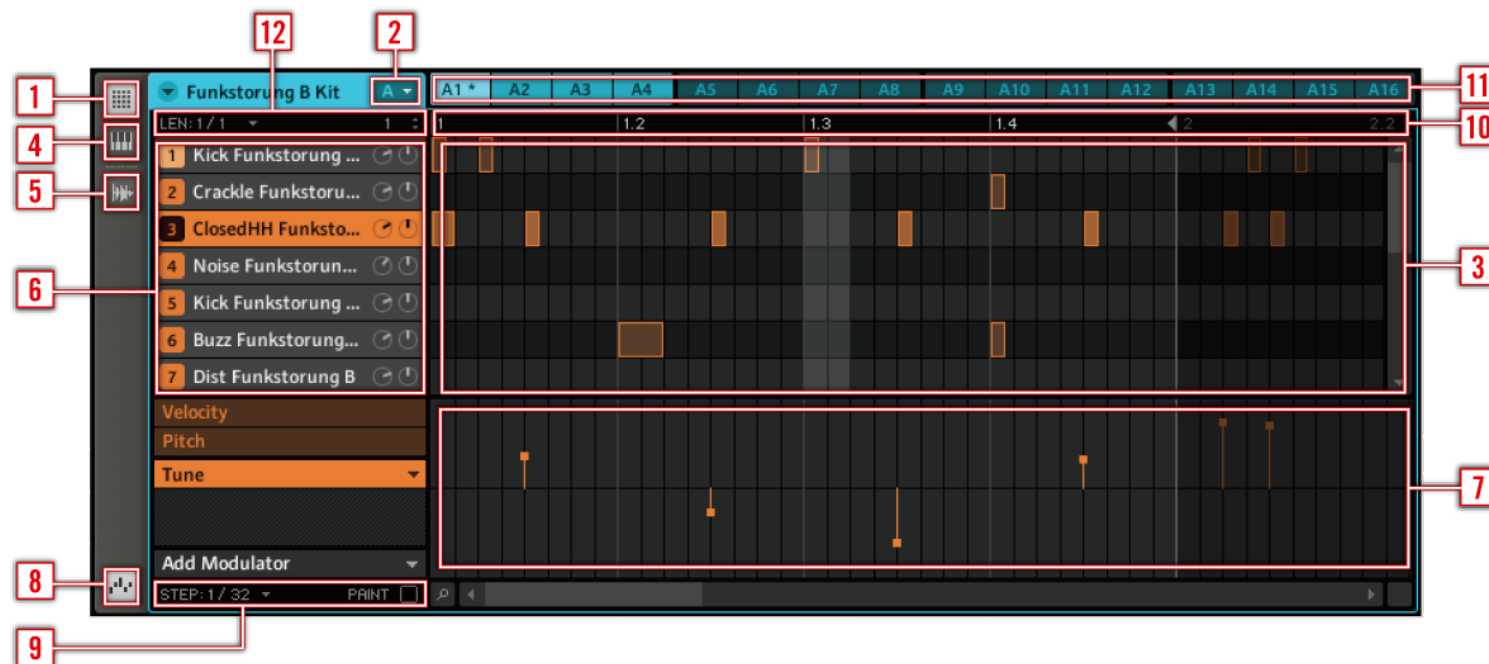 12 2
1 Funkstorung B Kit A A1 * A2 A3 A4 A5 A6 A7 A8 A9 A10 A11 A12 A13 A14 A15 A16 11
LEN: 1 / 1 1 1 1.2 1.3 1.4 2 2.2 10
4
1 Kick Funkstorung ...
5 2 Crackle Funkstoru...
3 ClosedHH Funksto...
4 Noise Funkstorun... 3
6 5 Kick Funkstorung ...
6 Buzz Funkstorung...
7 Dist Funkstorung B
Velocity
Pitch
Tune 7
Add Modulator
8
STEP: 1 / 32 PAINT
9